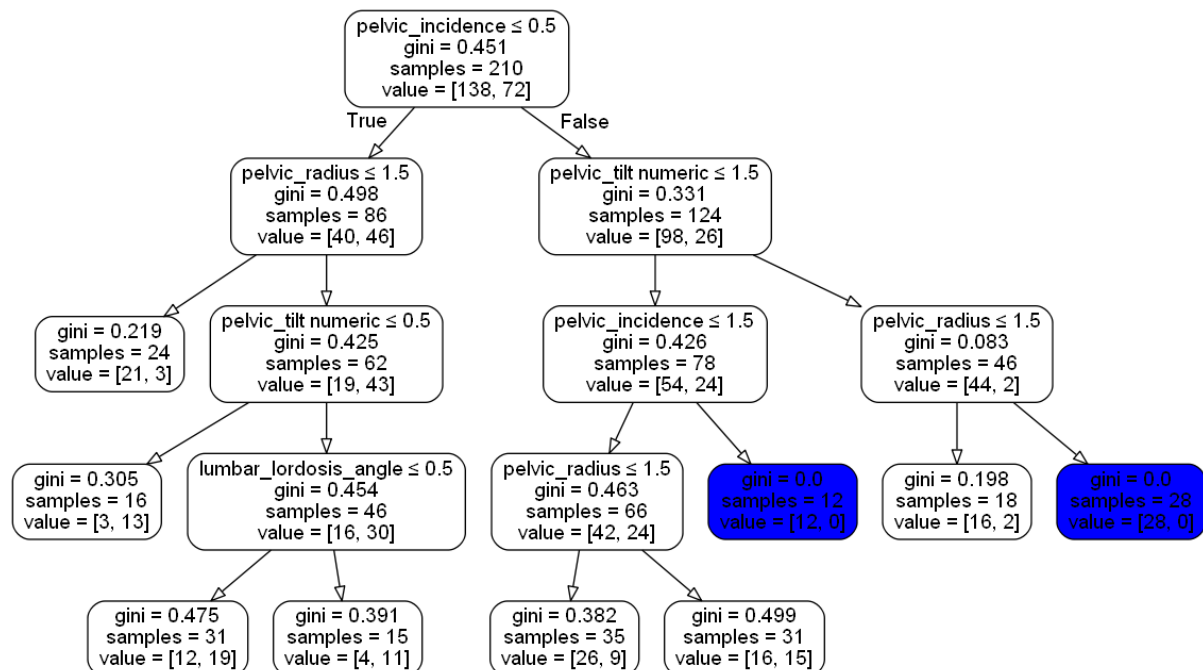 pelvic_incidence ≤ 0.5
gini = 0.451
samples = 210
value = [138, 72]
True
False
pelvic_radius ≤ 1.5
gini = 0.498
samples = 86
value = [40, 46]
pelvic_tilt numeric ≤ 1.5
gini = 0.331
samples = 124
value = [98, 26]
gini = 0.219
samples = 24
value = [21, 3]
pelvic_tilt numeric ≤ 0.5
gini = 0.425
samples = 62
value = [19, 43]
pelvic_incidence ≤ 1.5
gini = 0.426
samples = 78
value = [54, 24]
pelvic_radius ≤ 1.5
gini = 0.083
samples = 46
value = [44, 2]
gini = 0.305
samples = 16
value = [3, 13]
lumbar_lordosis_angle ≤ 0.5
gini = 0.454
samples = 46
value = [16, 30]
pelvic_radius ≤ 1.5
gini = 0.463
samples = 66
value = [42, 24]
gini = 0.0
samples = 12
value = [12, 0]
gini = 0.198
samples = 18
value = [16, 2]
gini = 0.0
samples = 28
value = [28, 0]
gini = 0.475
samples = 31
value = [12, 19]
gini = 0.391
samples = 15
value = [4, 11]
gini = 0.382
samples = 35
value = [26, 9]
gini = 0.499
samples = 31
value = [16, 15]